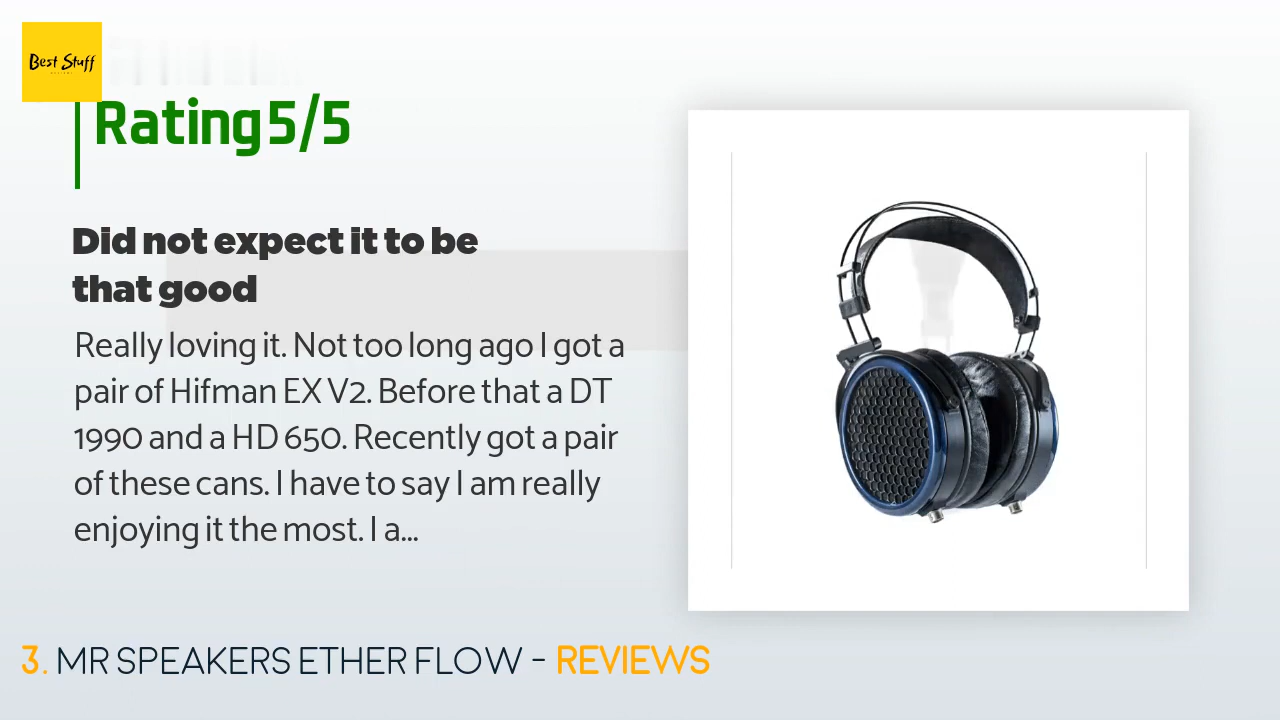 Best Stuff
Rating 5/5
Did not expect it to be
that good
Really loving it. Not too long ago I got a
pair of Hifman EX V2. Before that a DT
1990 and a HD 650. Recently got a pair
of these cans. I have to say I am really
enjoying it the most. I a...
3. MR SPEAKERS ETHER FLOW - REVIEWS